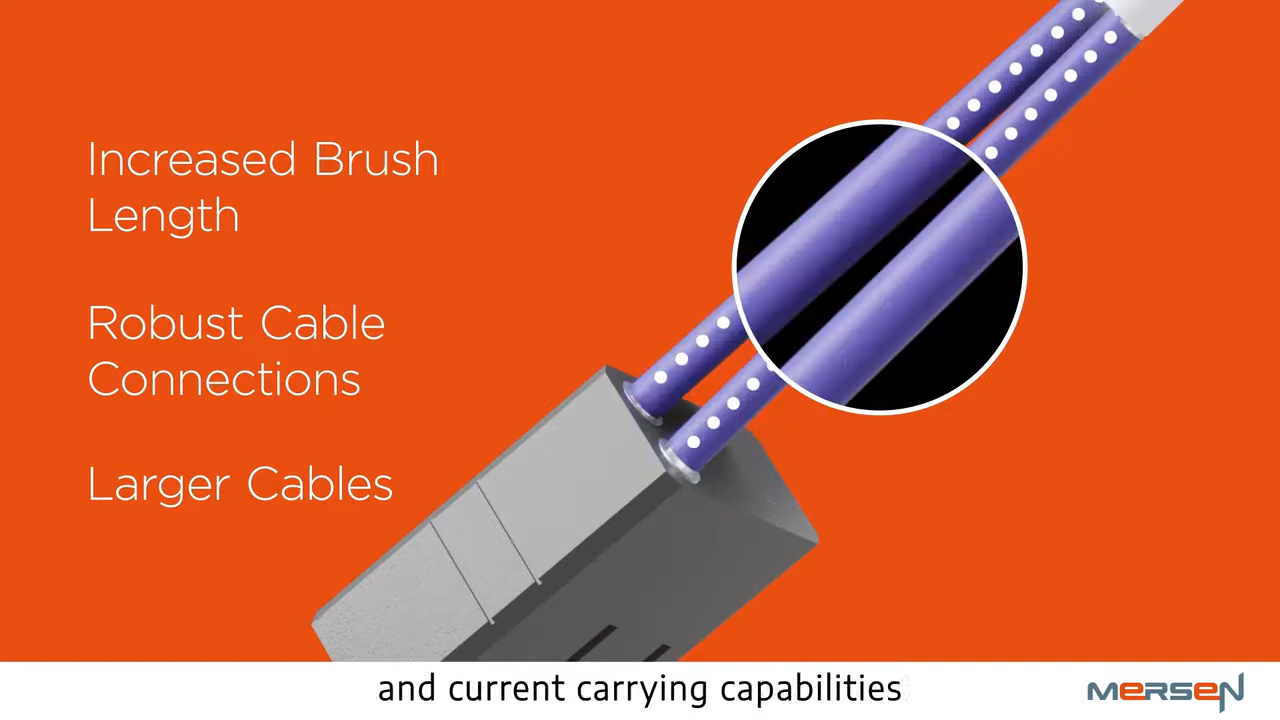 Increased Brush
Length
Robust Cable
Connections
Larger Cables
and current carrying capabilities
MERSEN